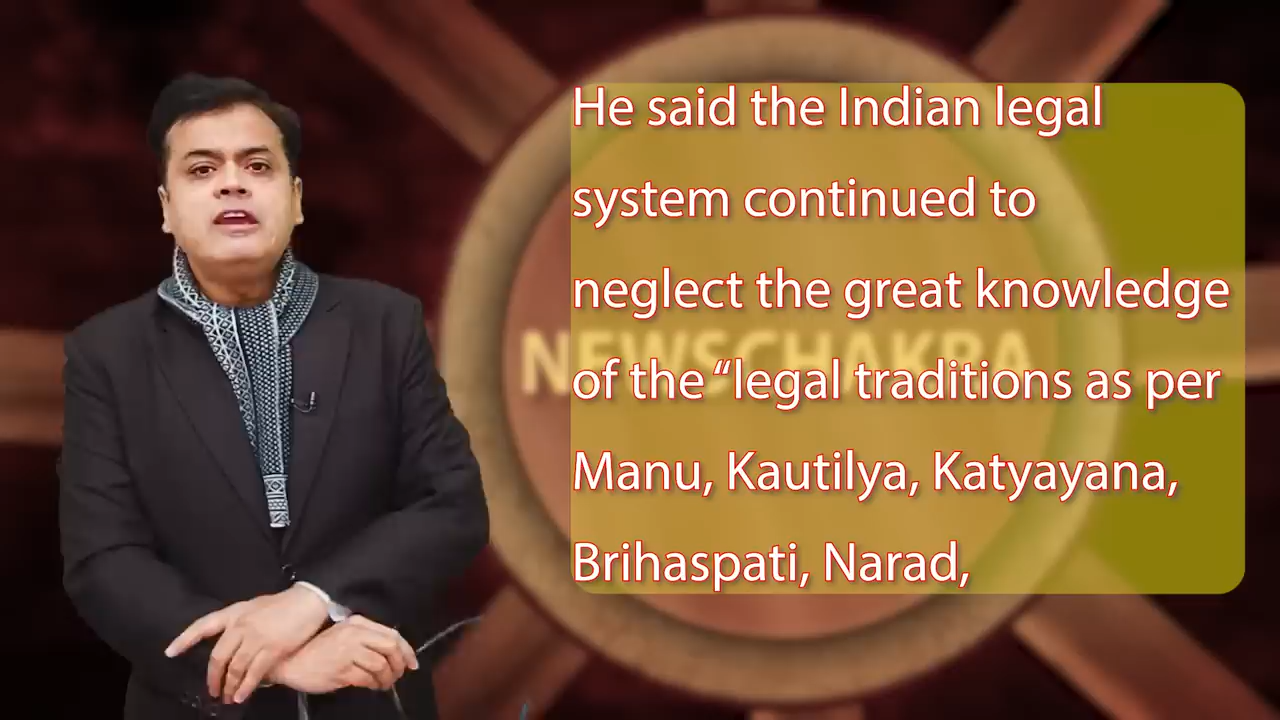 He said the Indian legal
system continued to
neglect the great knowledge
NEWSCHAKRA
of the “legal traditions as per
Manu, Kautilya, Katyayana,
Brihaspati, Narad,